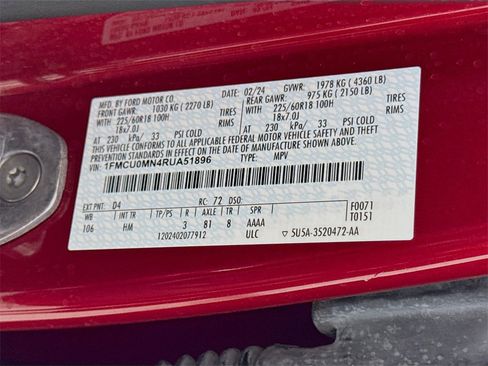 MFD. BY FORD MOTOR CO. DATE: 02/24 GVWR: 1978 KG ( 4360 LB)
FRONT GAWR: 1030 KG ( 2270 LB) REAR GAWR: 975 KG ( 2150 LB)
225/60R18 100H TIRES 225/60R18 100H TIRES
18x7.0J RIMS 18x7.0J RIMS
AT 230 kPa/ 33 PSI COLD AT 230 kPa/ 33 PSI COLD
THIS VEHICLE CONFORMS TO ALL APPLICABLE FEDERAL MOTOR VEHICLE SAFETY AND THEFT
PREVENTION STANDARDS IN EFFECT ON THE DATE OF MANUFACTURE SHOWN ABOVE.
VIN: 1FMCU0MN4RUA51896 TYPE: MPV
EXT PNT: D4 RC: 72 DSO: F0071
WB INT TR TP/PS R AXLE TR SPR T0151
106 HM 3 81 8 AAAA
1202402077912 ULC 5U5A-3520472-AA